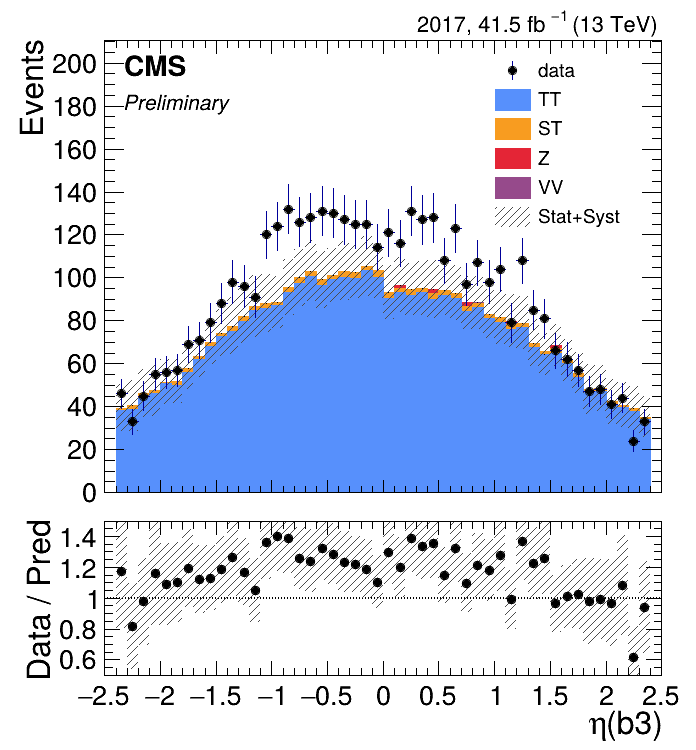 2017, 41.5 fb⁻¹ (13 TeV)
Events
CMS
Preliminary
data
TT
ST
Z
VV
Stat+Syst
200
180
160
140
120
100
80
60
40
20
0
Data / Pred
1.4
1.2
1
0.8
0.6
−2.5 −2 −1.5 −1 −0.5 0 0.5 1 1.5 2 2.5
η(b3)